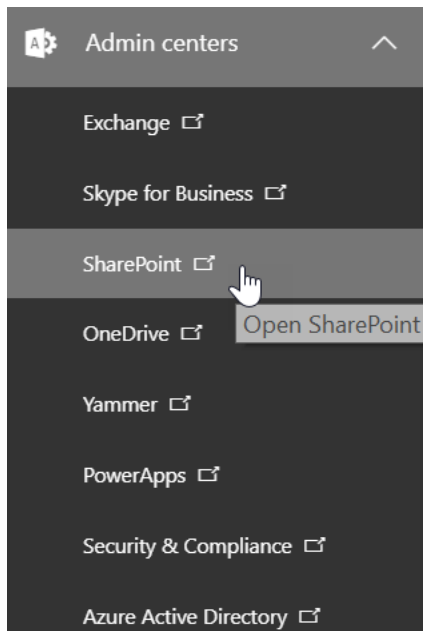 A
Admin centers
Exchange
Skype for Business
SharePoint
Open SharePoint
OneDrive
Yammer
PowerApps
Security & Compliance
Azure Active Directory